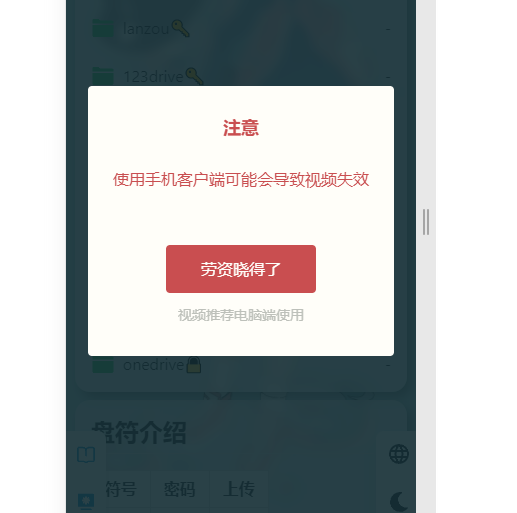 lanzou🔑 -
123drive🔑 -
注意
使用手机客户端可能会导致视频失效
劳资晓得了
视频推荐电脑端使用
onedrive🔒 -
盘符介绍
符号 密码 上传